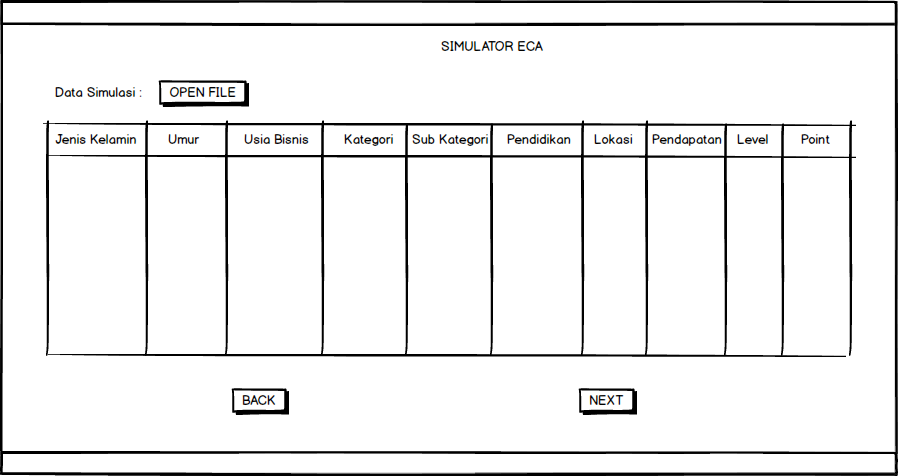 SIMULATOR ECA
Data Simulasi : OPEN FILE
Jenis Kelamin Umur Usia Bisnis Kategori Sub Kategori Pendidikan Lokasi Pendapatan Level Point
BACK NEXT